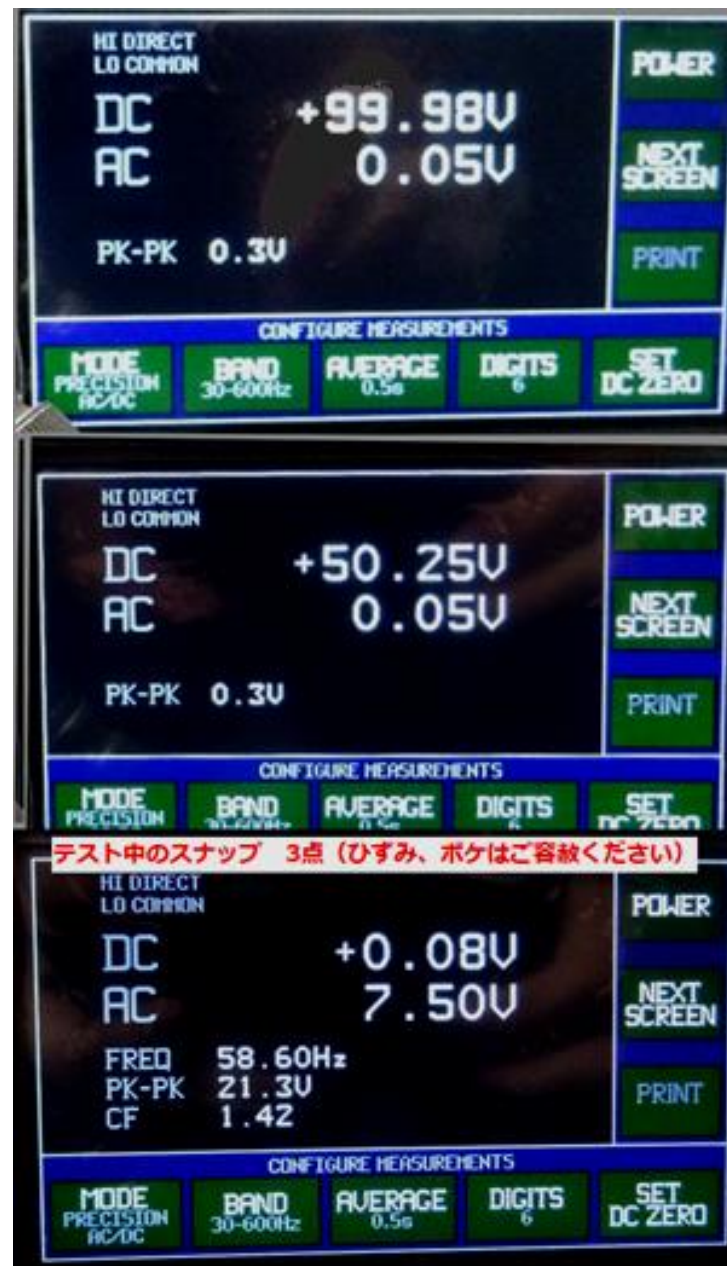 HI DIRECT
LO COMMON
DC +99.98V
AC 0.05V
PK-PK 0.3V
POWER
NEXT
SCREEN
PRINT
CONFIGURE MEASUREMENTS
MODE
PRECISION
AC/DC
BAND
30-600Hz
AVERAGE
0.5s
DIGITS
6
SET
DC ZERO
HI DIRECT
LO COMMON
DC +50.25V
AC 0.05V
PK-PK 0.3V
POWER
NEXT
SCREEN
PRINT
CONFIGURE MEASUREMENTS
MODE
PRECISION
BAND
30-600Hz
AVERAGE
0.5s
DIGITS
6
SET
DC ZERO
テスト中のスナップ 3点（ひずみ、ボケはご容赦ください）
HI DIRECT
LO COMMON
DC +0.08V
AC 7.50V
FREQ 58.60Hz
PK-PK 21.3V
CF 1.42
POWER
NEXT
SCREEN
PRINT
CONFIGURE MEASUREMENTS
MODE
PRECISION
AC/DC
BAND
30-600Hz
AVERAGE
0.5s
DIGITS
6
SET
DC ZERO